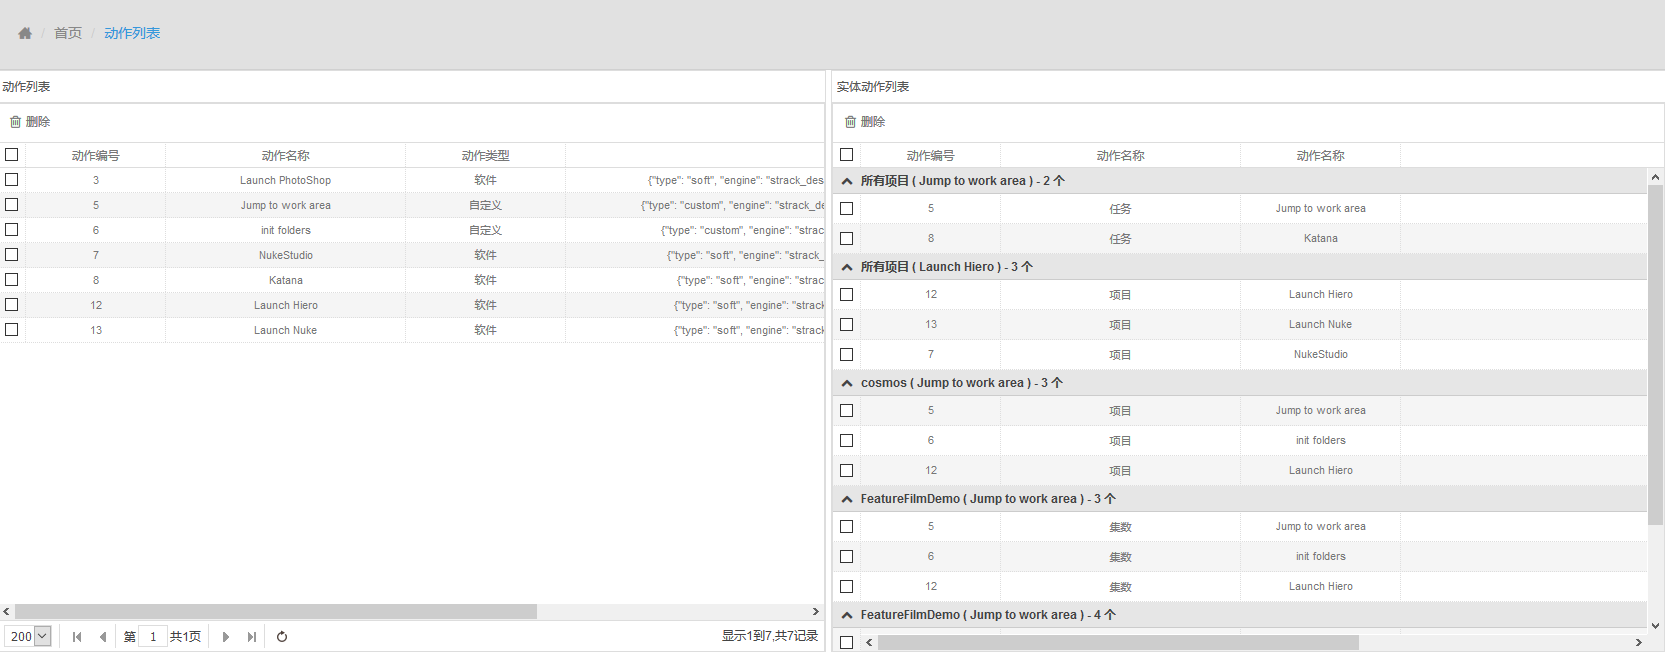 / 首页 / 动作列表
动作列表
删除
动作编号 动作名称 动作类型
3 Launch PhotoShop 软件 {"type": "soft", "engine": "strack_des
5 Jump to work area 自定义 {"type": "custom", "engine": "strack_de
6 init folders 自定义 {"type": "custom", "engine": "strac
7 NukeStudio 软件 {"type": "soft", "engine": "strack_
8 Katana 软件 {"type": "soft", "engine": "strac
12 Launch Hiero 软件 {"type": "soft", "engine": "strack
13 Launch Nuke 软件 {"type": "soft", "engine": "strack
200 第 1 共1页 显示1到7,共7记录
实体动作列表
删除
动作编号 动作名称 动作名称
所有项目 ( Jump to work area ) - 2 个
5 任务 Jump to work area
8 任务 Katana
所有项目 ( Launch Hiero ) - 3 个
12 项目 Launch Hiero
13 项目 Launch Nuke
7 项目 NukeStudio
cosmos ( Jump to work area ) - 3 个
5 项目 Jump to work area
6 项目 init folders
12 项目 Launch Hiero
FeatureFilmDemo ( Jump to work area ) - 3 个
5 集数 Jump to work area
6 集数 init folders
12 集数 Launch Hiero
FeatureFilmDemo ( Jump to work area ) - 4 个